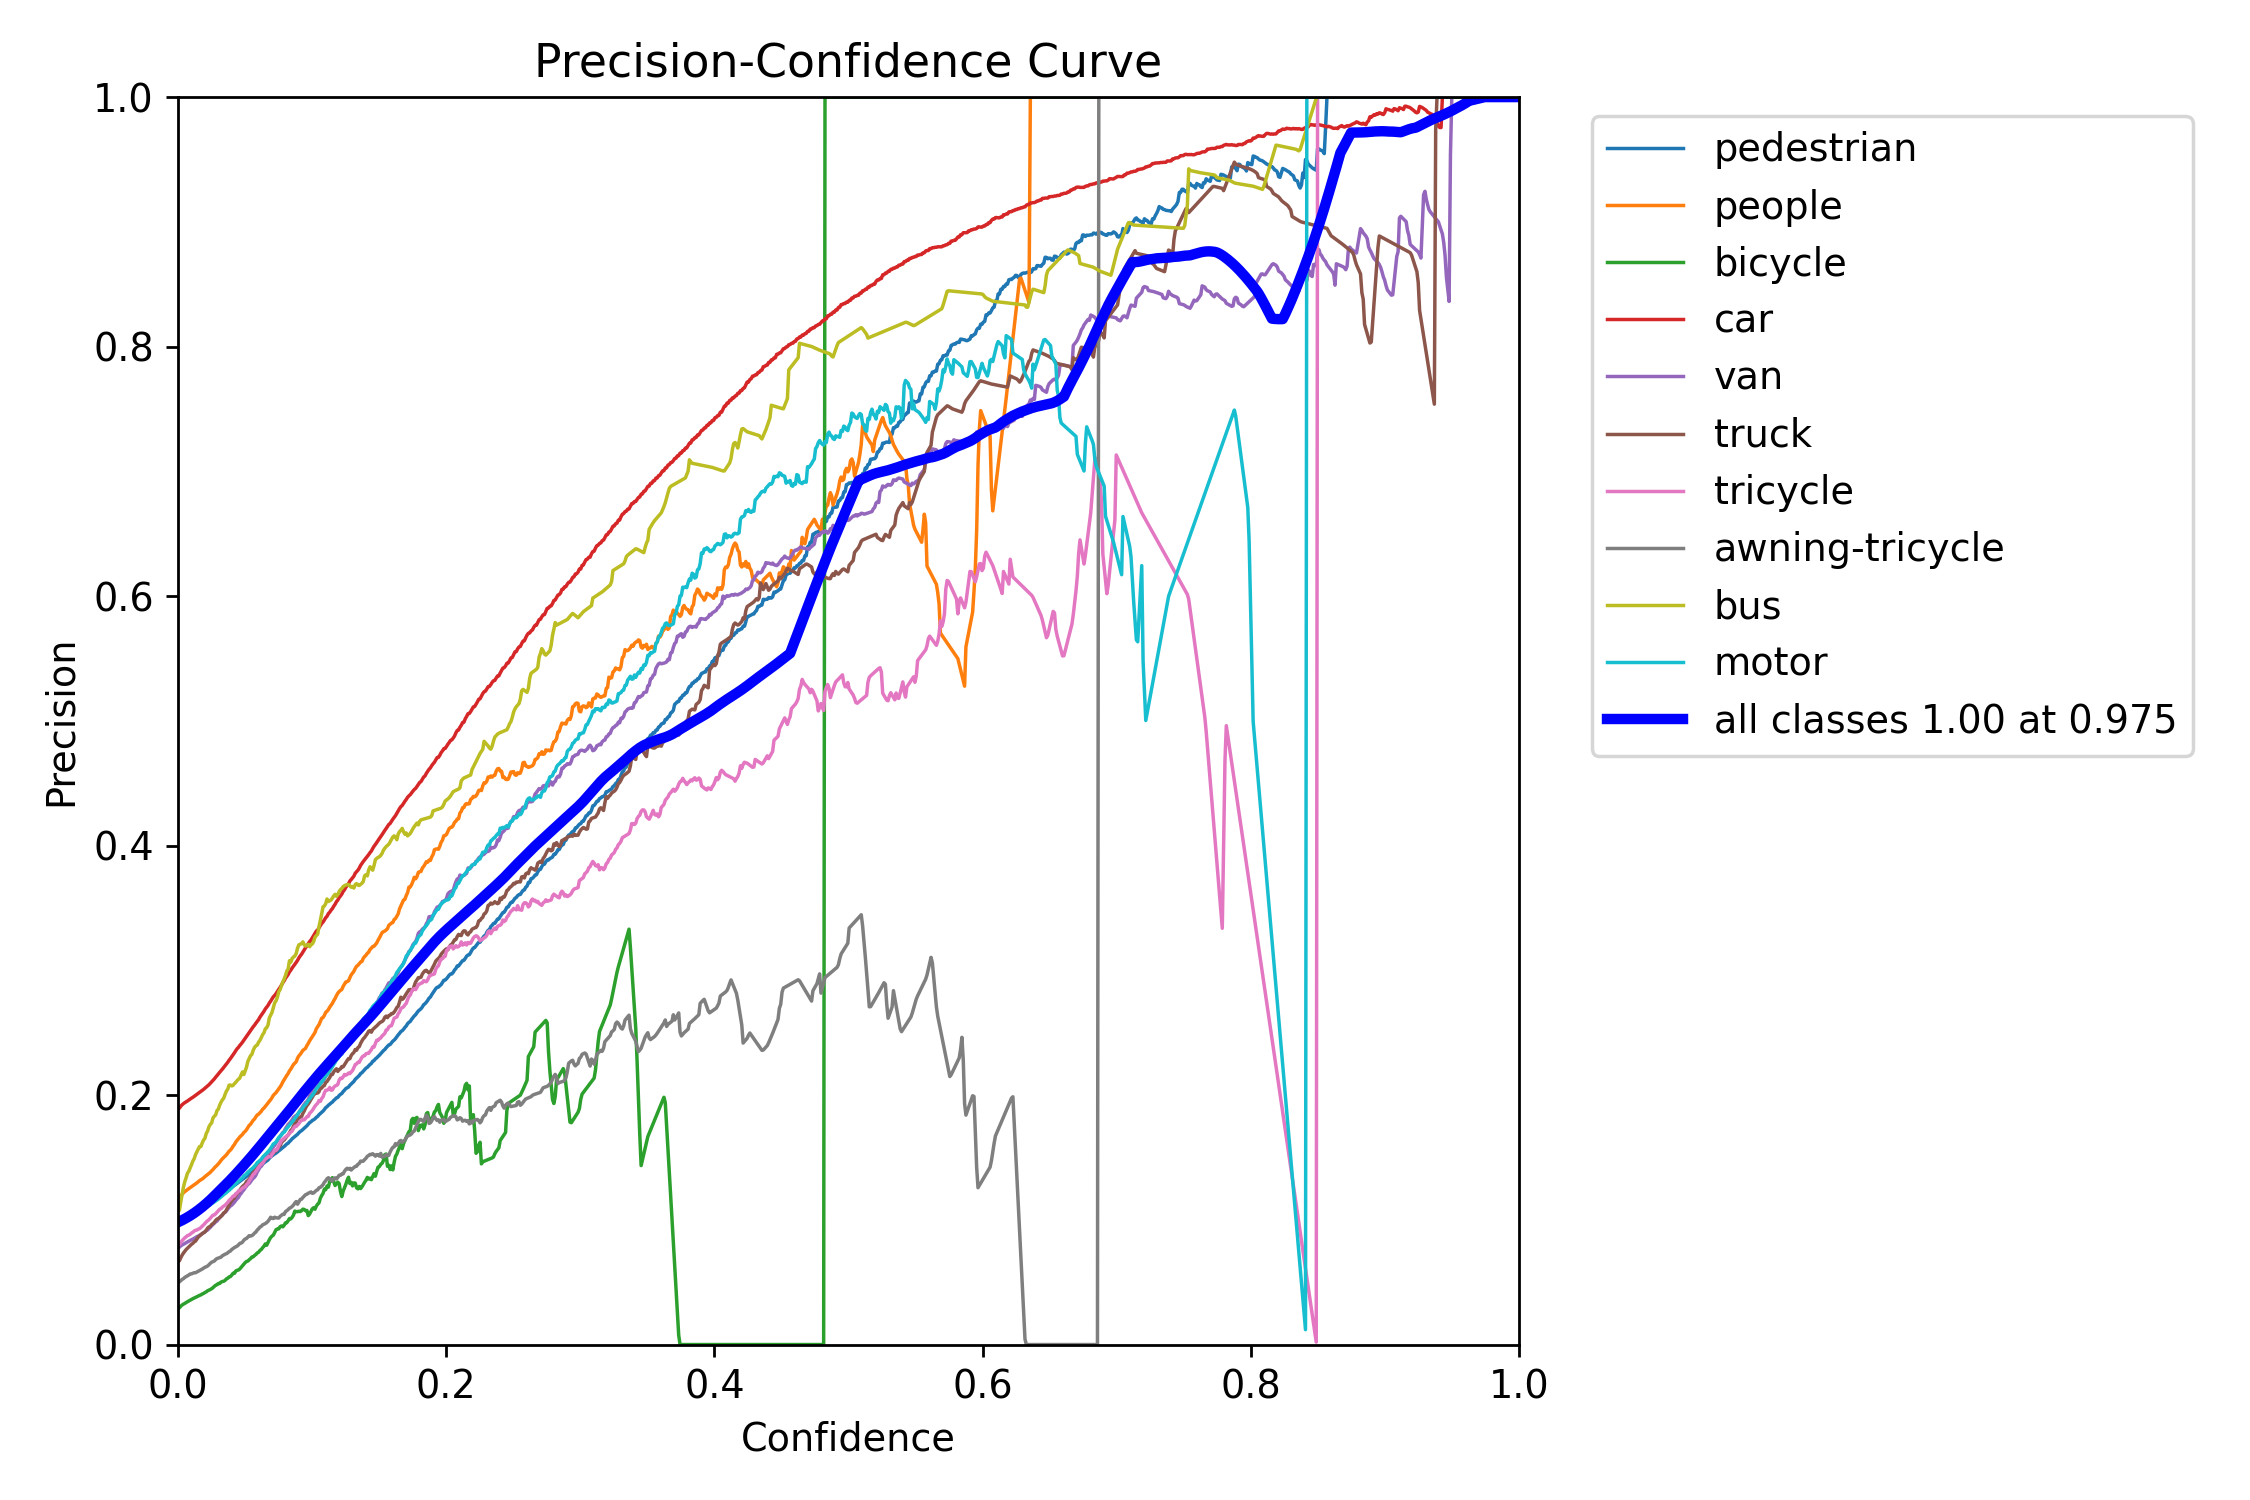 Precision-Confidence Curve
1.0
0.8
0.6
0.4
0.2
0.0
Precision
0.0 0.2 0.4 0.6 0.8 1.0
Confidence
pedestrian
people
bicycle
car
van
truck
tricycle
awning-tricycle
bus
motor
all classes 1.00 at 0.975